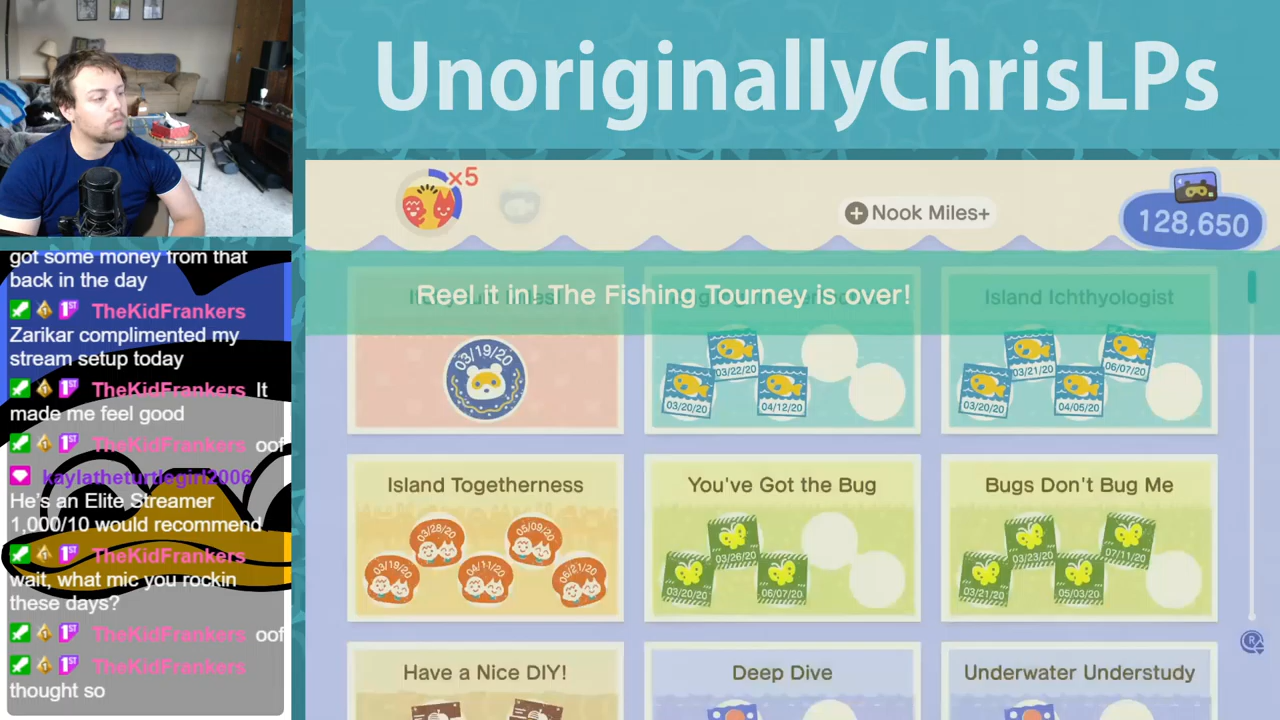 UnoriginallyChrisLPs
x5
Nook Miles+
128,650
Reel it in! The Fishing Tourney is over!
Island Ichthyologist
03/19/20
03/20/20
03/22/20
04/12/20
03/20/20
03/21/20
04/05/20
06/07/20
Island Togetherness
You've Got the Bug
Bugs Don't Bug Me
03/19/20
03/28/20
04/11/20
05/09/20
06/21/20
03/20/20
03/26/20
06/07/20
03/21/20
03/23/20
05/03/20
07/11/20
Have a Nice DIY!
Deep Dive
Underwater Understudy
R
got some money from that
back in the day
1ST TheKidFrankers
Zarikar complimented my
stream setup today
1ST TheKidFrankers It
made me feel good
1ST TheKidFrankers oof
kaylatheturtlegirl2006
He's an Elite Streamer
1,000/10 would recommend
1ST TheKidFrankers
wait, what mic you rockin
these days?
1ST TheKidFrankers oof
1ST TheKidFrankers
thought so